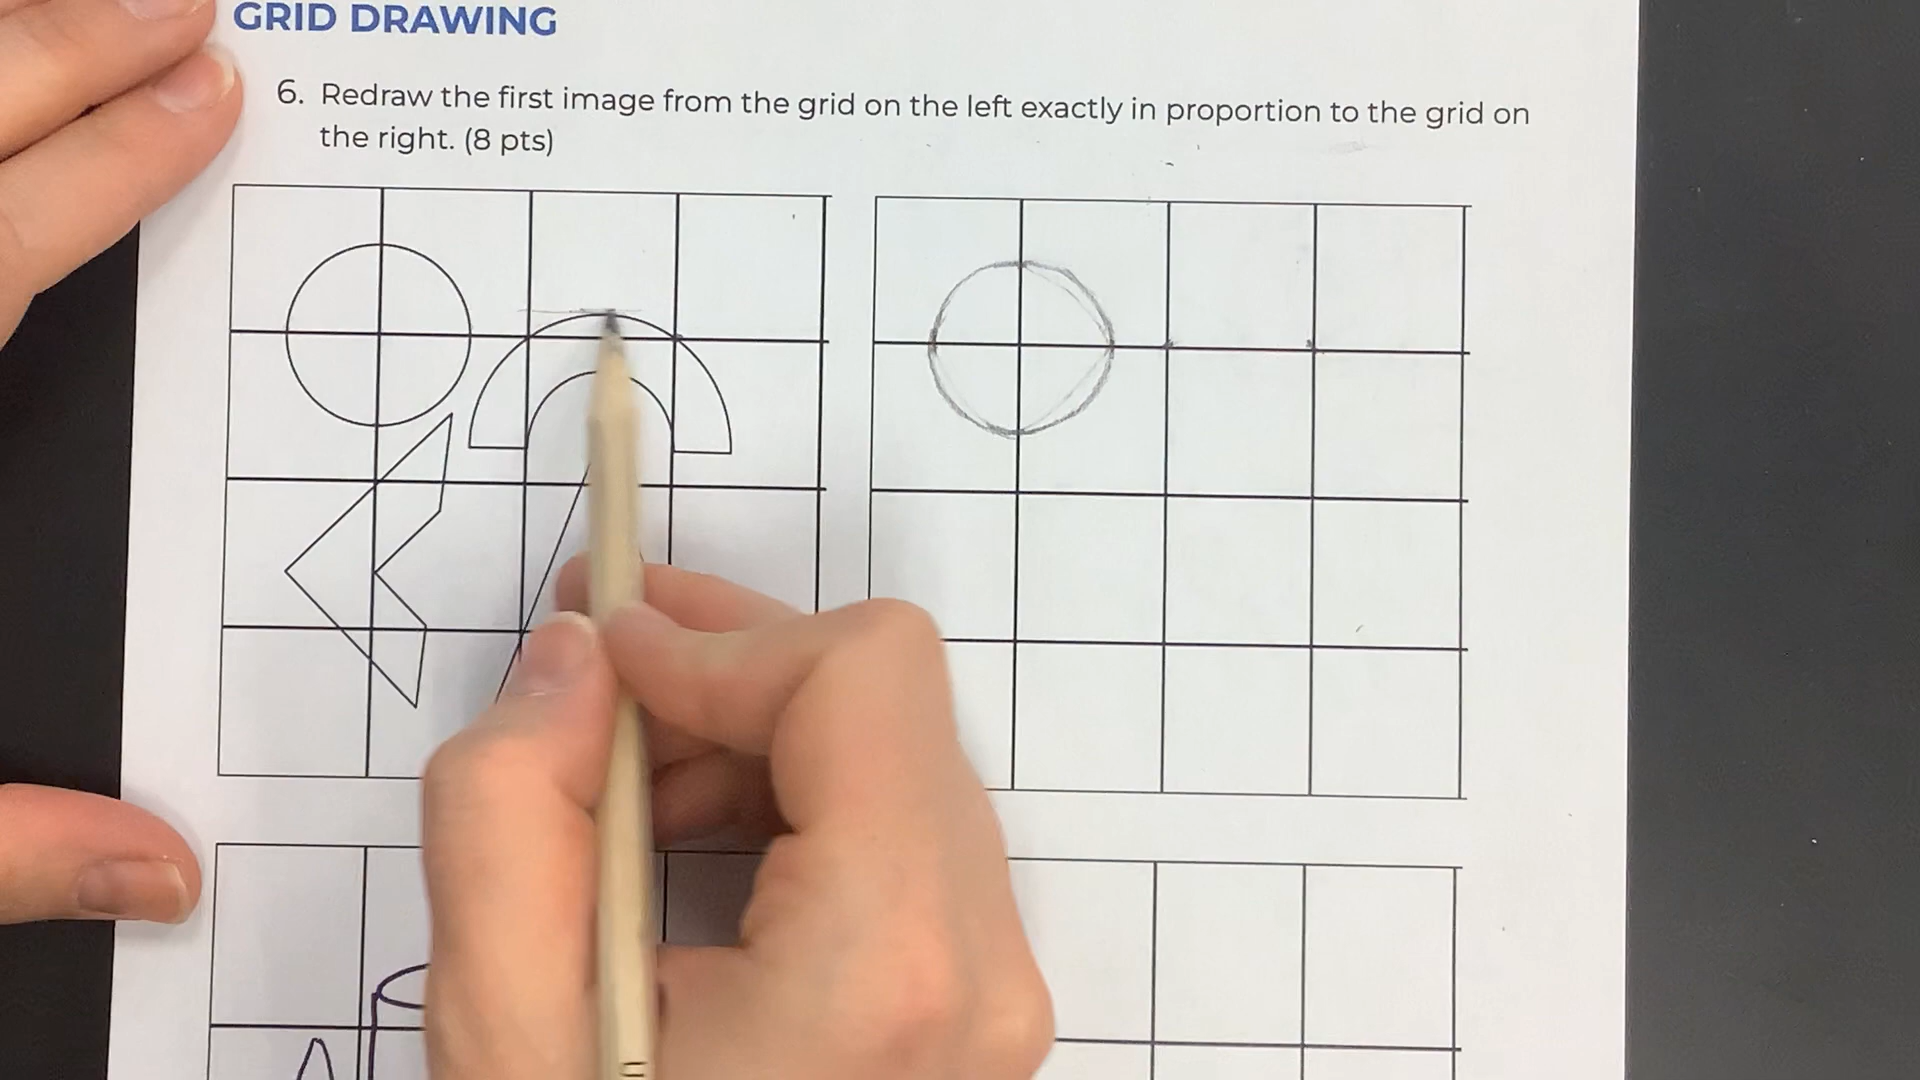 GRID DRAWING
6. Redraw the first image from the grid on the left exactly in proportion to the grid on
the right. (8 pts)